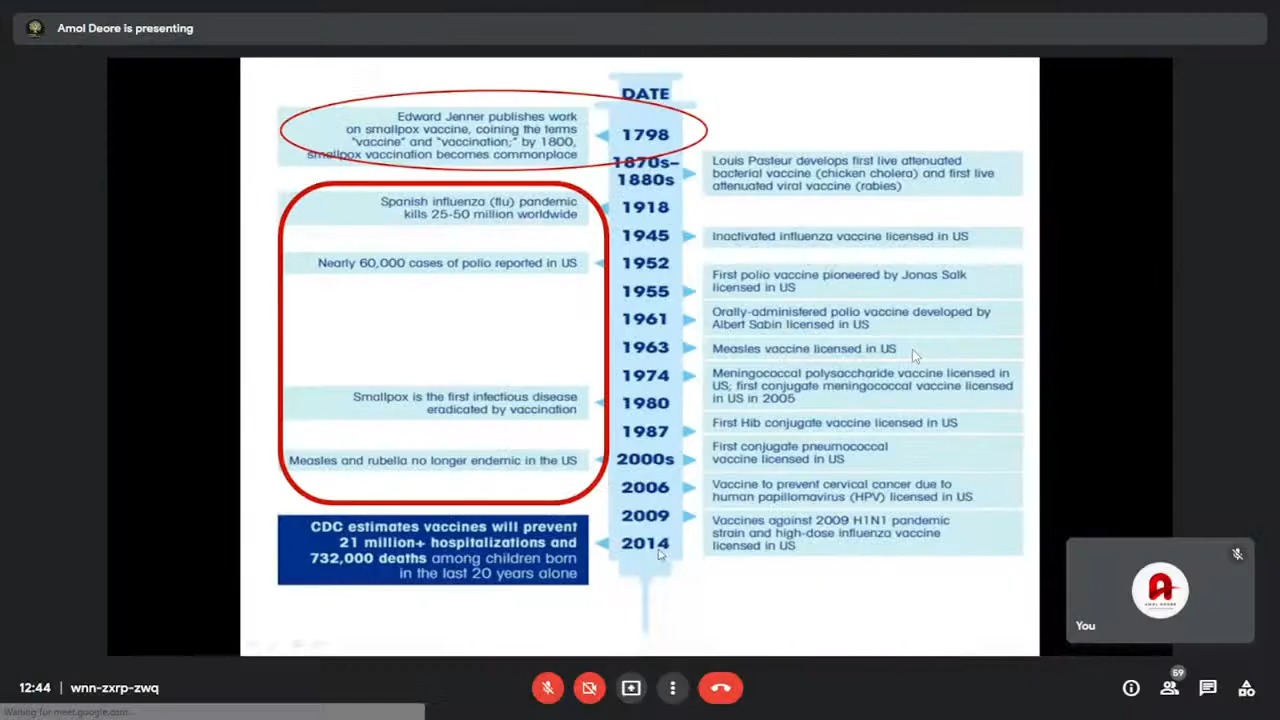 Amol Deore is presenting
DATE
Edward Jenner publishes work
on smallpox vaccine, coining the terms
"vaccine" and "vaccination;" by 1800,
smallpox vaccination becomes commonplace
1798
1870s–
1880s
Louis Pasteur develops first live attenuated
bacterial vaccine (chicken cholera) and first live
attenuated viral vaccine (rabies)
Spanish influenza (flu) pandemic
kills 25-50 million worldwide
1918
1945
Inactivated influenza vaccine licensed in US
Nearly 60,000 cases of polio reported in US
1952
1955
First polio vaccine pioneered by Jonas Salk
licensed in US
1961
Orally-administered polio vaccine developed by
Albert Sabin licensed in US
1963
Measles vaccine licensed in US
1974
Meningococcal polysaccharide vaccine licensed in
US; first conjugate meningococcal vaccine licensed
in US in 2005
Smallpox is the first infectious disease
eradicated by vaccination
1980
1987
First Hib conjugate vaccine licensed in US
Measles and rubella no longer endemic in the US
2000s
First conjugate pneumococcal
vaccine licensed in US
2006
Vaccine to prevent cervical cancer due to
human papillomavirus (HPV) licensed in US
2009
Vaccines against 2009 H1N1 pandemic
strain and high-dose influenza vaccine
licensed in US
CDC estimates vaccines will prevent
21 million+ hospitalizations and
732,000 deaths among children born
in the last 20 years alone
2014
A
AMOL DEORE
You
12:44 | wnn-zxrp-zwq
59
Waiting for meet.google.com...